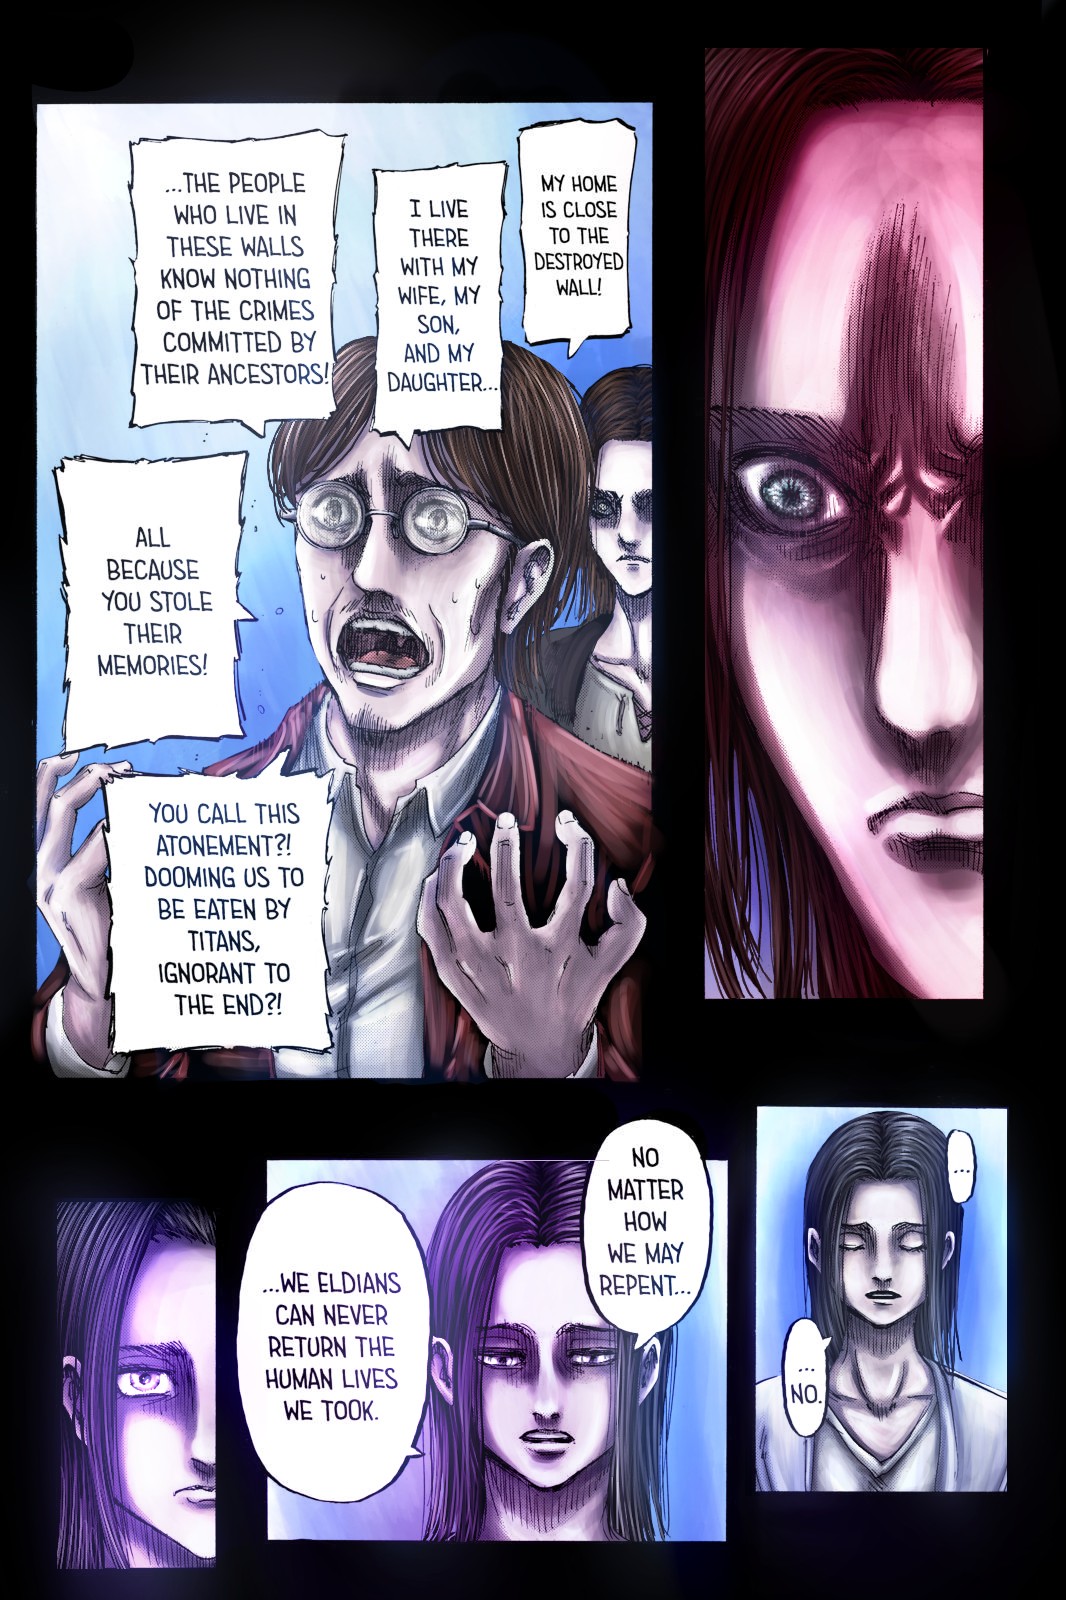 MY HOME
IS CLOSE
TO THE
DESTROYED
WALL!
I LIVE
THERE
WITH MY
WIFE, MY
SON,
AND MY
DAUGHTER...
...THE PEOPLE
WHO LIVE IN
THESE WALLS
KNOW NOTHING
OF THE CRIMES
COMMITTED BY
THEIR ANCESTORS!
ALL
BECAUSE
YOU STOLE
THEIR
MEMORIES!
YOU CALL THIS
ATONEMENT?!
DOOMING US TO
BE EATEN BY
TITANS,
IGNORANT TO
THE END?!
...
...
NO.
NO
MATTER
HOW
WE MAY
REPENT...
...WE ELDIANS
CAN NEVER
RETURN THE
HUMAN LIVES
WE TOOK.